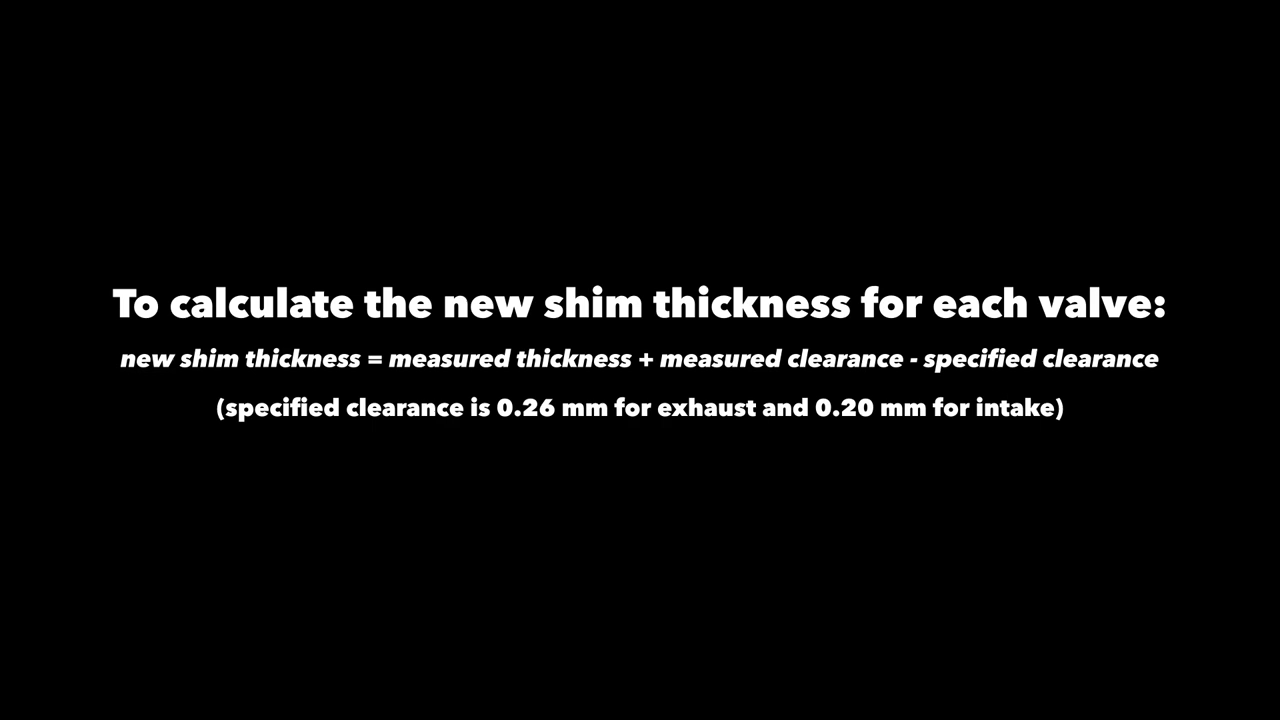 To calculate the new shim thickness for each valve:
new shim thickness = measured thickness + measured clearance - specified clearance
(specified clearance is 0.26 mm for exhaust and 0.20 mm for intake)